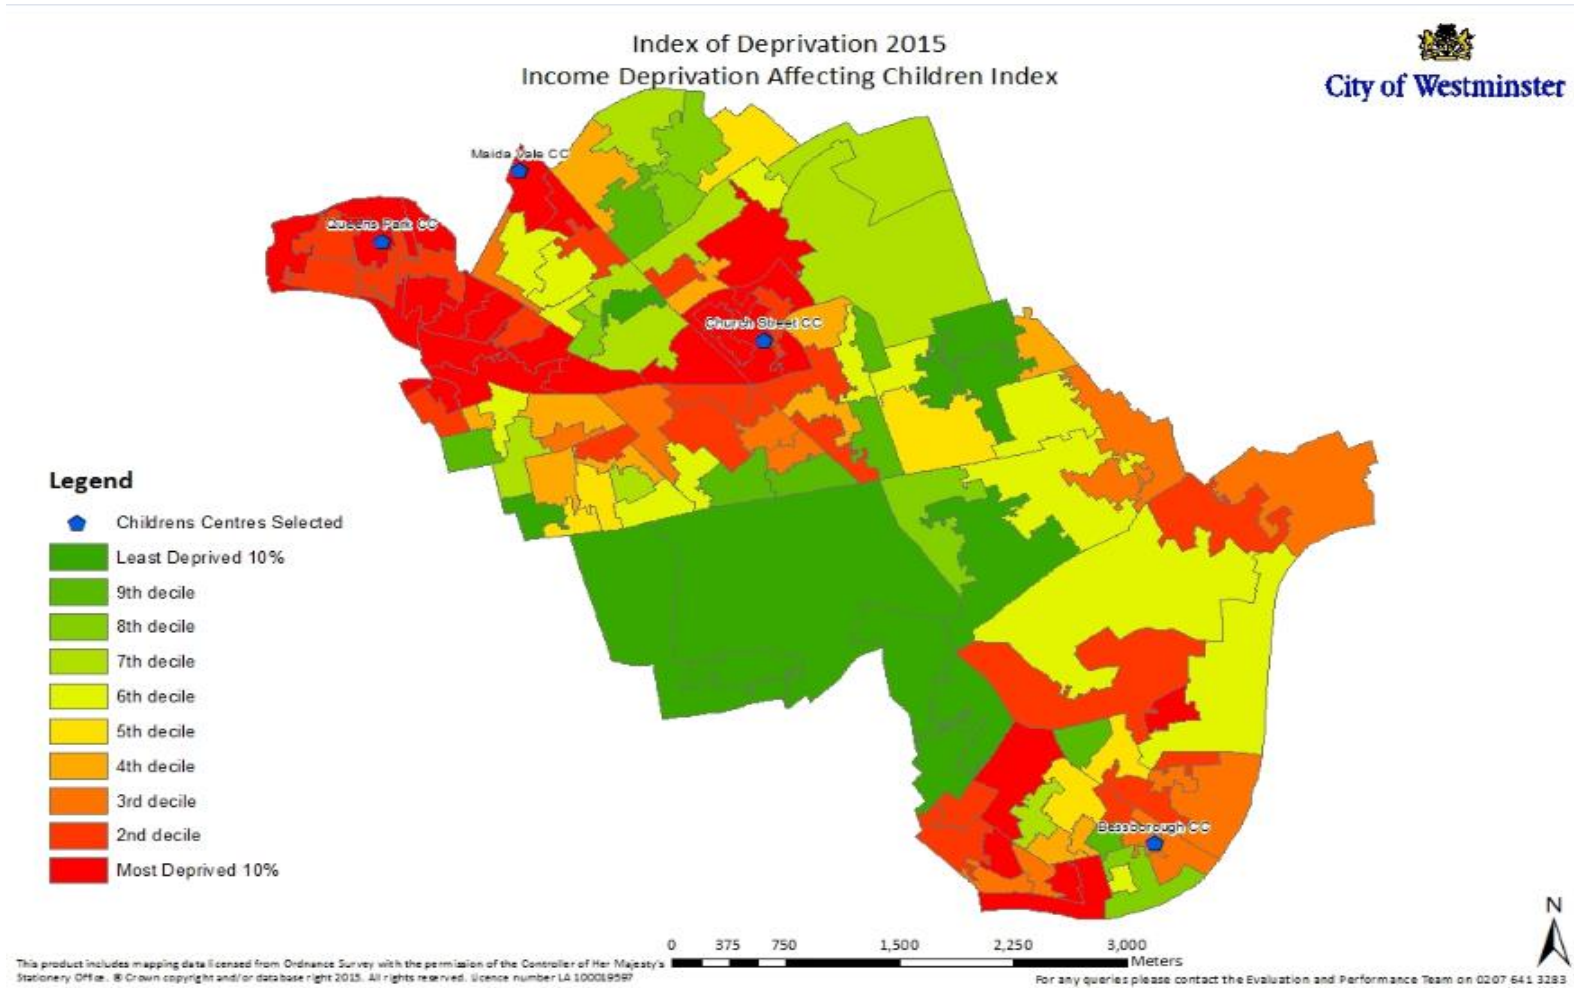 Index of Deprivation 2015
Income Deprivation Affecting Children Index
City of Westminster
Maida Vale CC
Queens Park CC
Church Street CC
Bessborough CC
Legend
Childrens Centres Selected
Least Deprived 10%
9th decile
8th decile
7th decile
6th decile
5th decile
4th decile
3rd decile
2nd decile
Most Deprived 10%
N
0 375 750 1,500 2,250 3,000
Meters
This product includes mapping data licensed from Ordnance Survey with the permission of the Controller of Her Majesty's
Stationery Office. © Crown copyright and/or database right 2015. All rights reserved. Licence number LA 100019597
For any queries please contact the Evaluation and Performance Team on 0207 641 3283